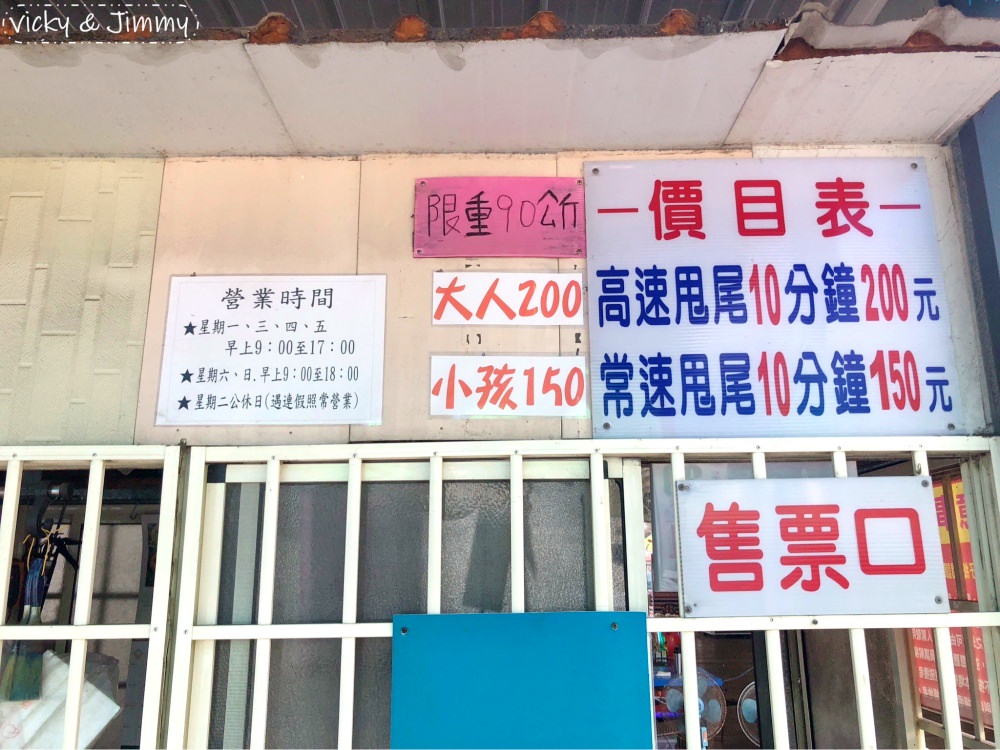 Vicky & Jimmy
限重90公斤
一價目表一
高速甩尾10分鐘200元
常速甩尾10分鐘150元
大人200
小孩150
營業時間
★星期一、三、四、五
早上9：00至17：00
★星期六、日、早上9：00至18：00
★星期二公休日(遇連假照常營業)
售票口